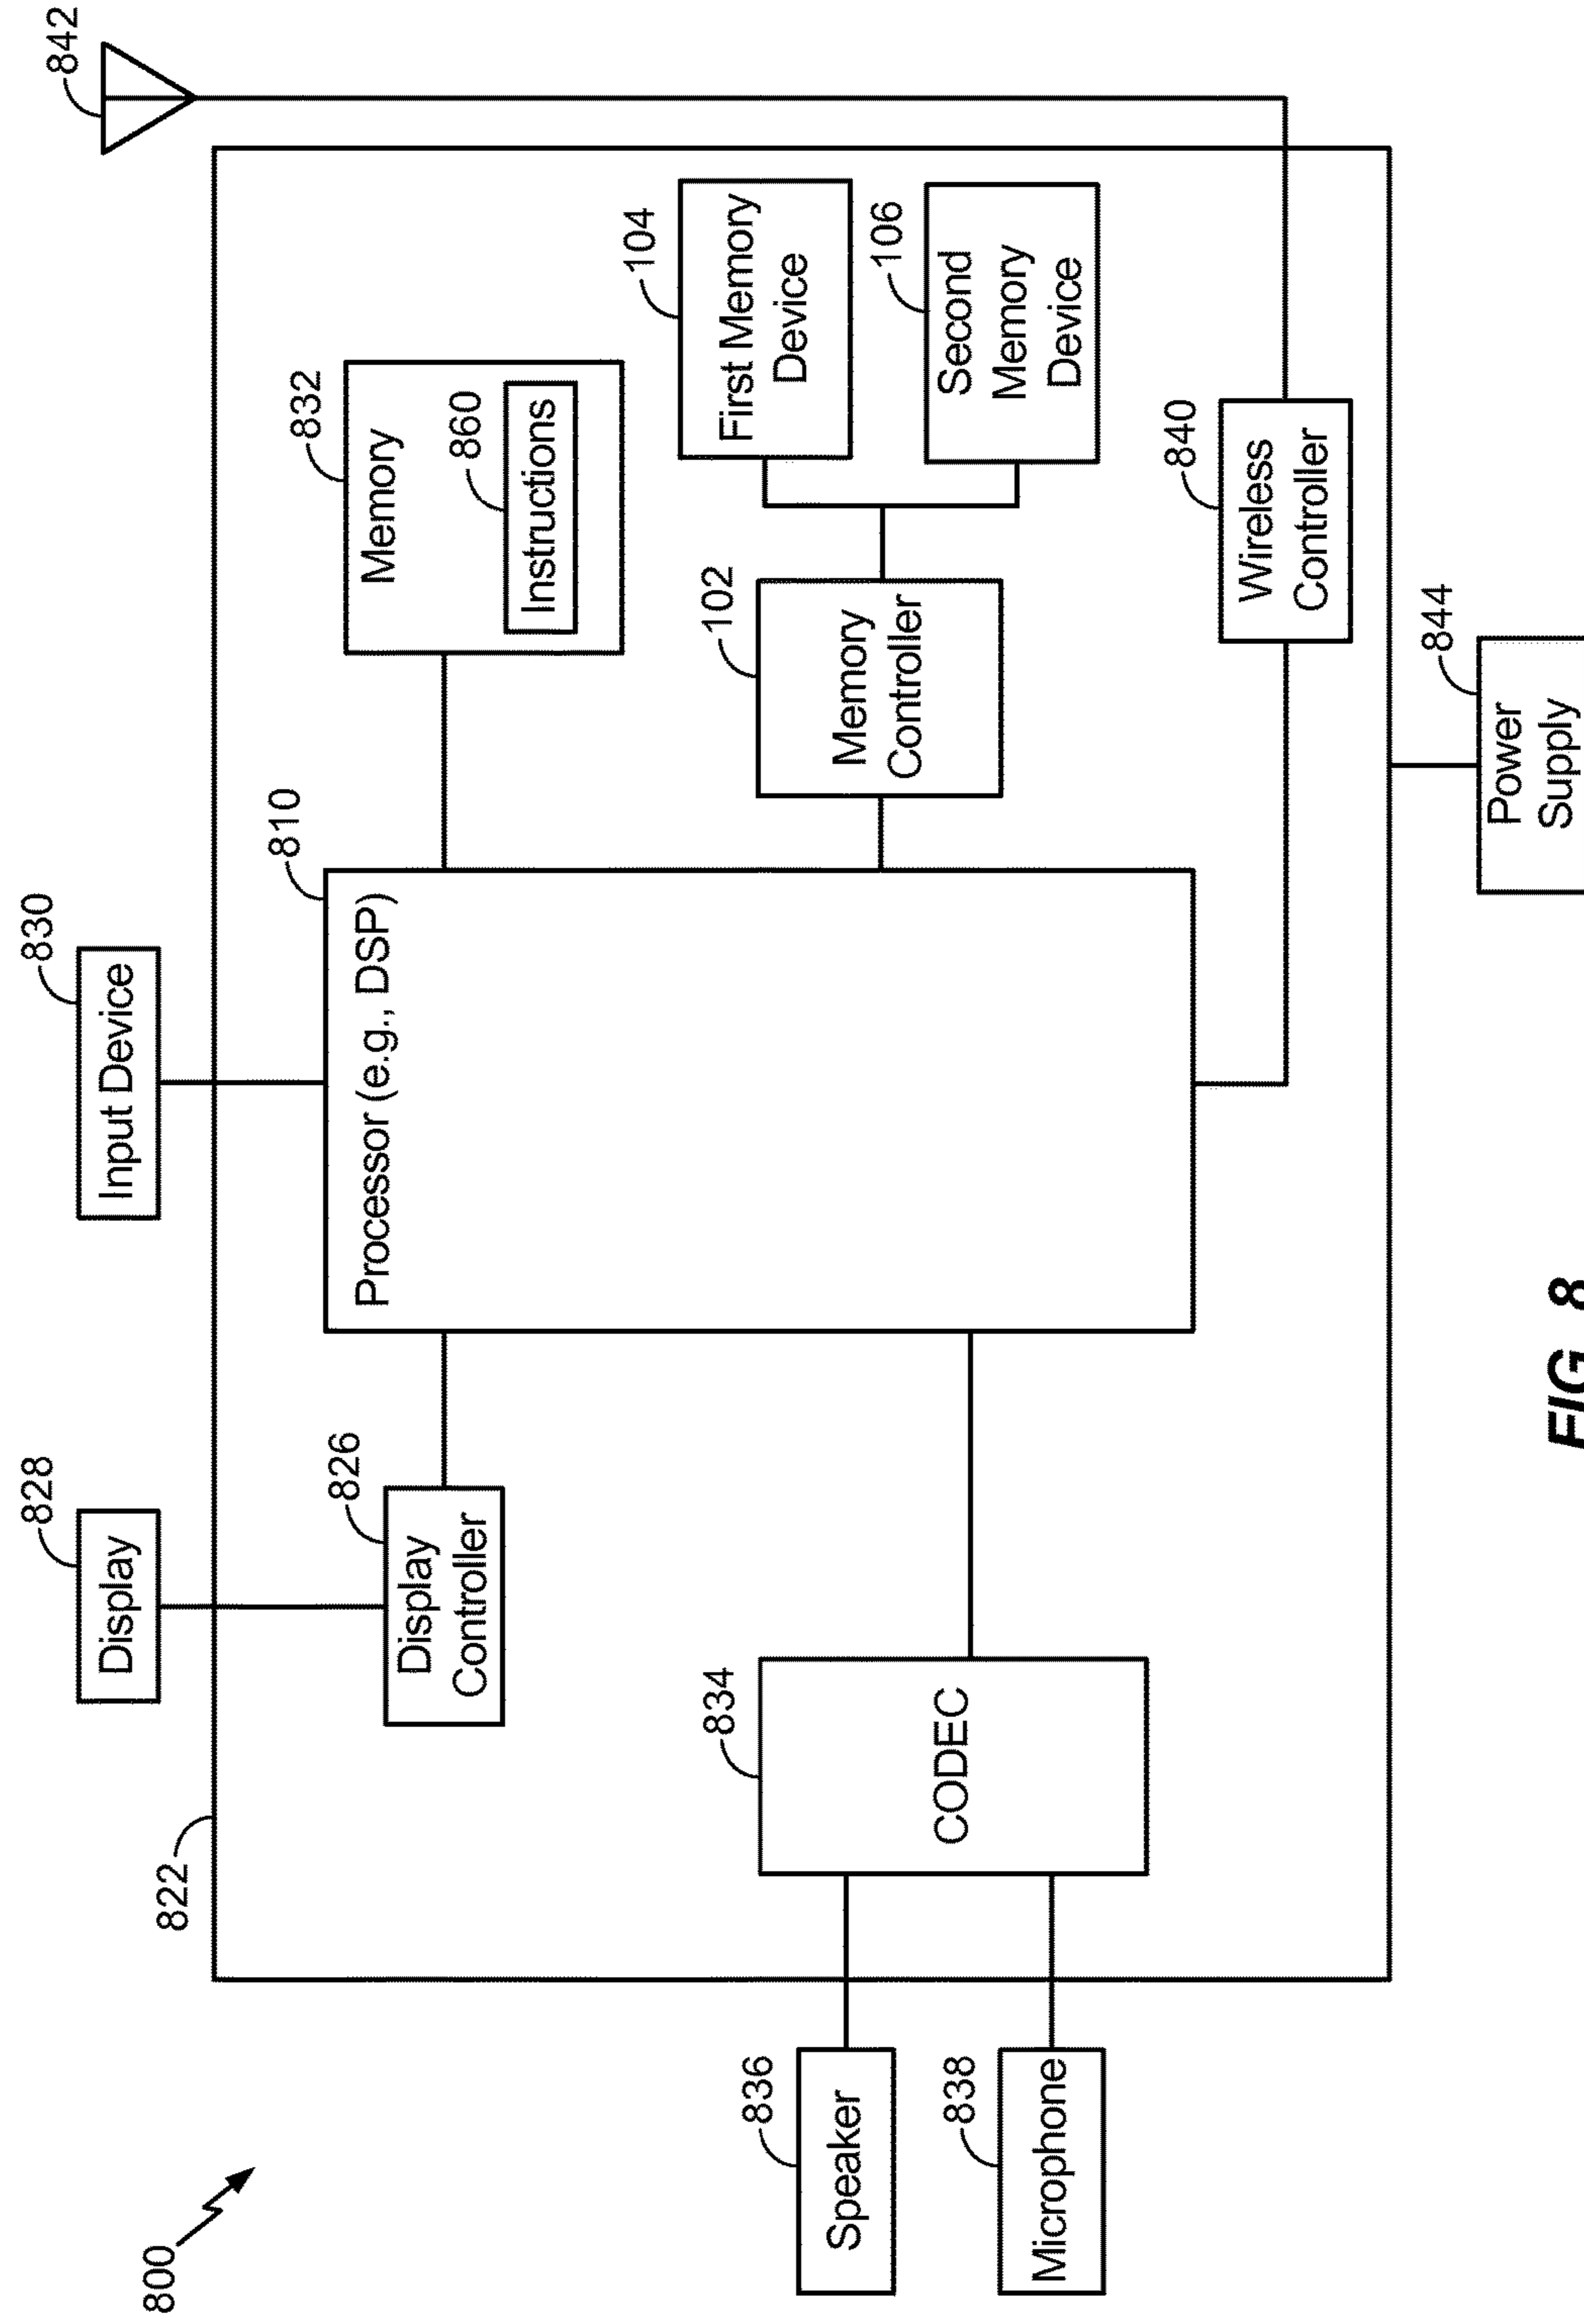 800
822
828
Display
830
Input Device
842
826
Display
Controller
810
Processor (e.g., DSP)
832
Memory
860
Instructions
104
First Memory
Device
106
Second
Memory
Device
102
Memory
Controller
834
CODEC
836
Speaker
838
Microphone
840
Wireless
Controller
844
Power
Supply
FIG. 8